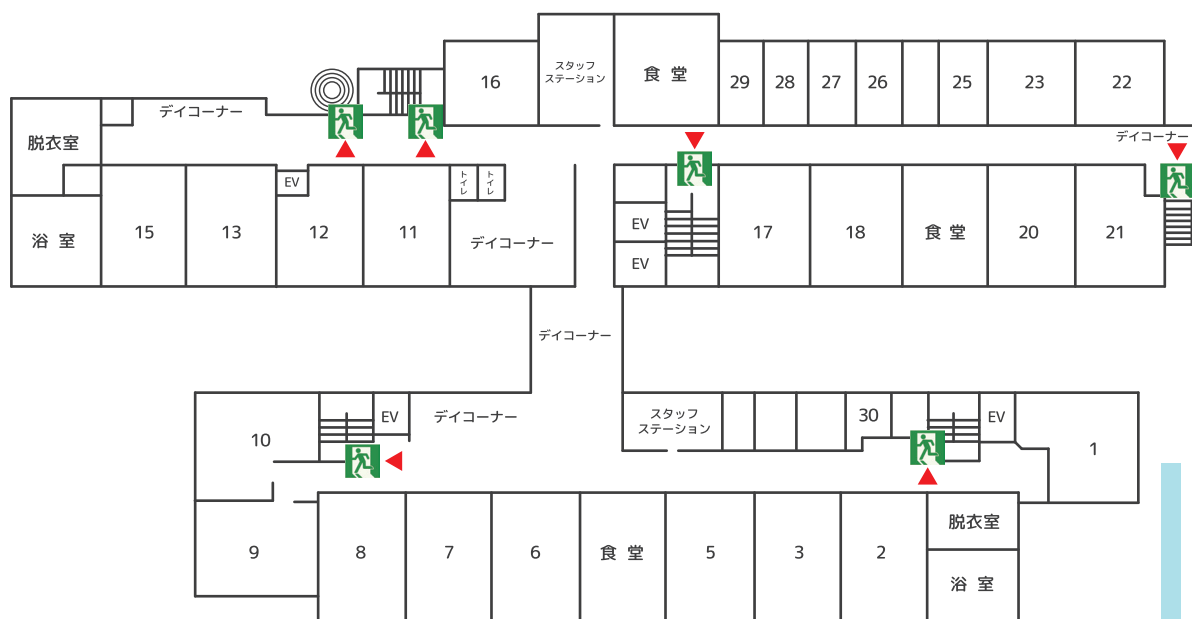 スタッフ
ステーション
食 堂
16
29
28
27
26
25
23
22
デイコーナー
デイコーナー
脱衣室
EV
トイレ
トイレ
浴 室
15
13
12
11
デイコーナー
EV
EV
17
18
食 堂
20
21
デイコーナー
10
EV
デイコーナー
スタッフ
ステーション
30
EV
1
9
8
7
6
食 堂
5
3
2
脱衣室
浴 室